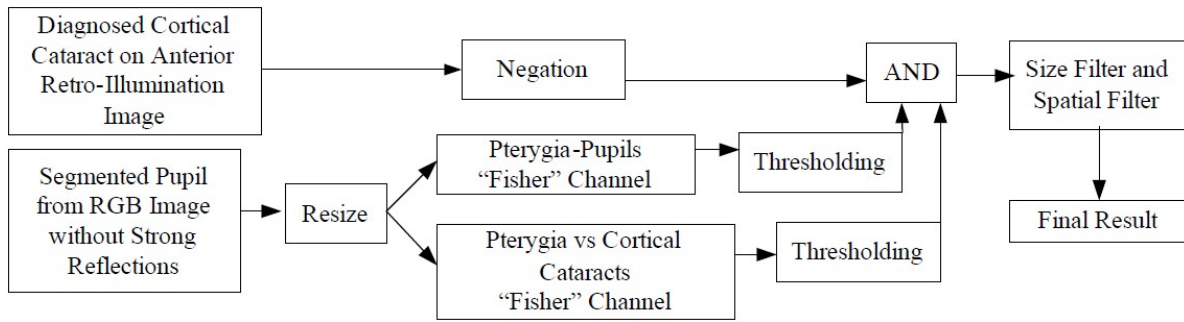 Diagnosed Cortical
Cataract on Anterior
Retro-Illumination
Image
Negation
AND
Size Filter and
Spatial Filter
Segmented Pupil
from RGB Image
without Strong
Reflections
Resize
Pterygia-Pupils
“Fisher” Channel
Thresholding
Pterygia vs Cortical
Cataracts
“Fisher” Channel
Thresholding
Final Result